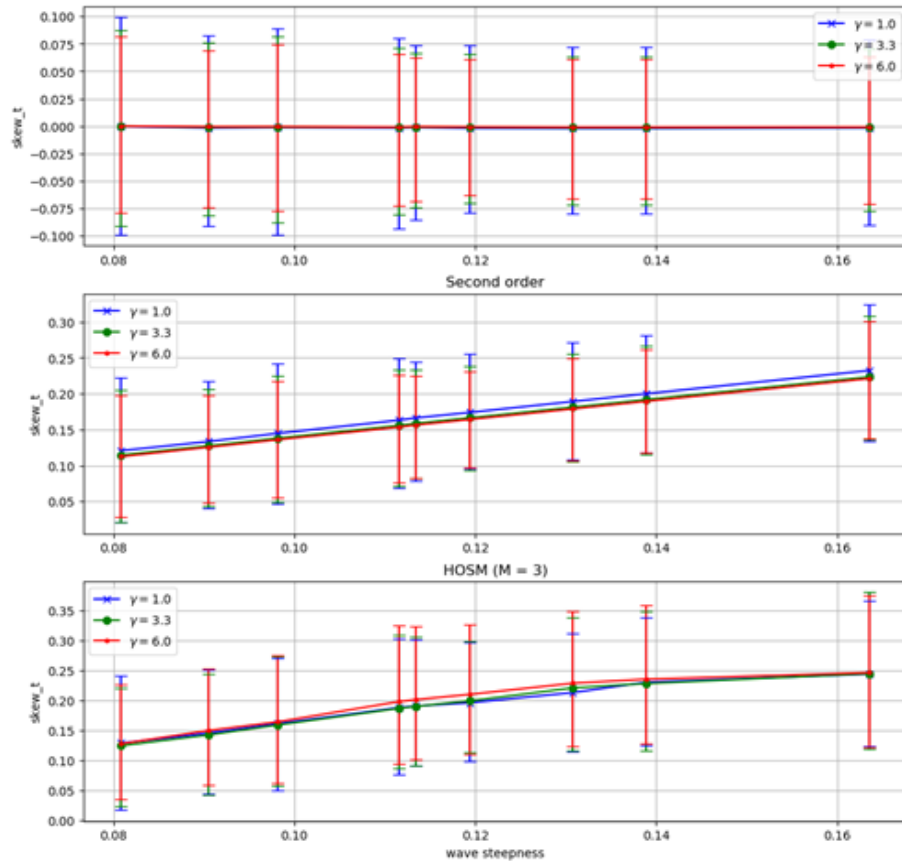 0.100
0.075
0.050
0.025
0.000
−0.025
−0.050
−0.075
−0.100
skew_t
γ = 1.0
γ = 3.3
γ = 6.0
0.08 0.10 0.12 0.14 0.16
Second order
0.30
0.25
0.20
0.15
0.10
0.05
skew_t
γ = 1.0
γ = 3.3
γ = 6.0
0.08 0.10 0.12 0.14 0.16
HOSM (M = 3)
0.35
0.30
0.25
0.20
0.15
0.10
0.05
0.00
skew_t
γ = 1.0
γ = 3.3
γ = 6.0
0.08 0.10 0.12 0.14 0.16
wave steepness